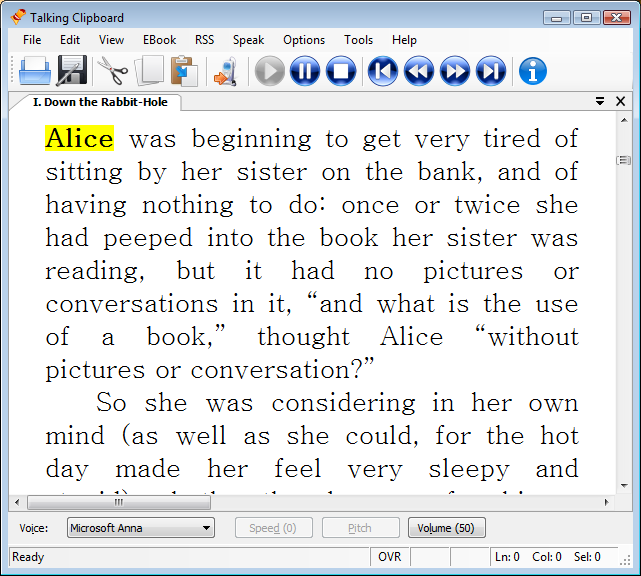 Talking Clipboard
File Edit View EBook RSS Speak Options Tools Help
I. Down the Rabbit-Hole
Alice was beginning to get very tired of
sitting by her sister on the bank, and of
having nothing to do: once or twice she
had peeped into the book her sister was
reading, but it had no pictures or
conversations in it, “and what is the use
of a book,” thought Alice “without
pictures or conversation?”
So she was considering in her own
mind (as well as she could, for the hot
day made her feel very sleepy and
Voice: Microsoft Anna Speed (0) Pitch Volume (50)
Ready OVR Ln: 0 Col: 0 Sel: 0